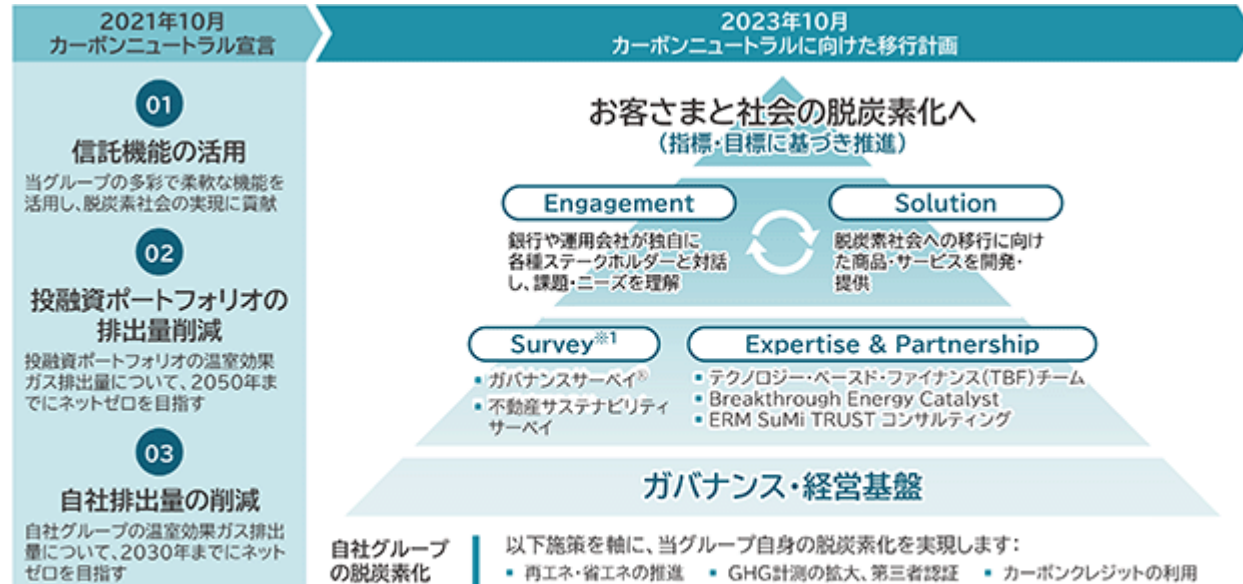 2021年10月
カーボンニュートラル宣言
01
信託機能の活用
当グループの多彩で柔軟な機能を
活用し、脱炭素社会の実現に貢献
02
投融資ポートフォリオの
排出量削減
投融資ポートフォリオの温室効果
ガス排出量について、2050年ま
でにネットゼロを目指す
03
自社排出量の削減
自社グループの温室効果ガス排出
量について、2030年までにネット
ゼロを目指す
2023年10月
カーボンニュートラルに向けた移行計画
お客さまと社会の脱炭素化へ
(指標・目標に基づき推進)
Engagement
銀行や運用会社が独自に
各種ステークホルダーと対話
し、課題・ニーズを理解
Solution
脱炭素社会への移行に向け
た商品・サービスを開発・
提供
Survey※1
▪ ガバナンスサーベイ®
▪ 不動産サステナビリティ
サーベイ
Expertise & Partnership
▪ テクノロジー・ベースド・ファイナンス(TBF)チーム
▪ Breakthrough Energy Catalyst
▪ ERM SuMi TRUST コンサルティング
ガバナンス・経営基盤
自社グループ
の脱炭素化
以下施策を軸に、当グループ自身の脱炭素化を実現します:
▪ 再エネ・省エネの推進 ▪ GHG計測の拡大、第三者認証 ▪ カーボンクレジットの利用